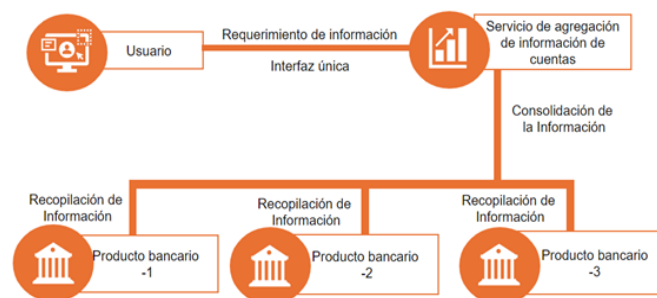 Usuario
Requerimiento de información
Interfaz única
Servicio de agregación
de información de
cuentas
Consolidación de
la Información
Recopilación de
Información
Recopilación de
Información
Recopilación de
Información
Producto bancario
-1
Producto bancario
-2
Producto bancario
-3